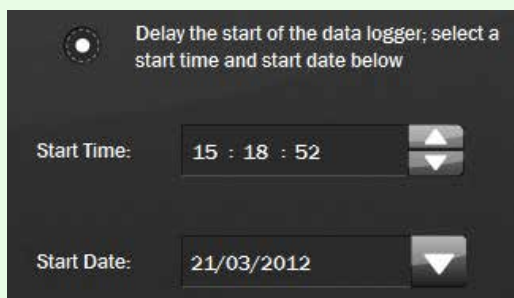 Delay the start of the data logger; select a
start time and start date below
Start Time: 15 : 18 : 52
Start Date: 21/03/2012